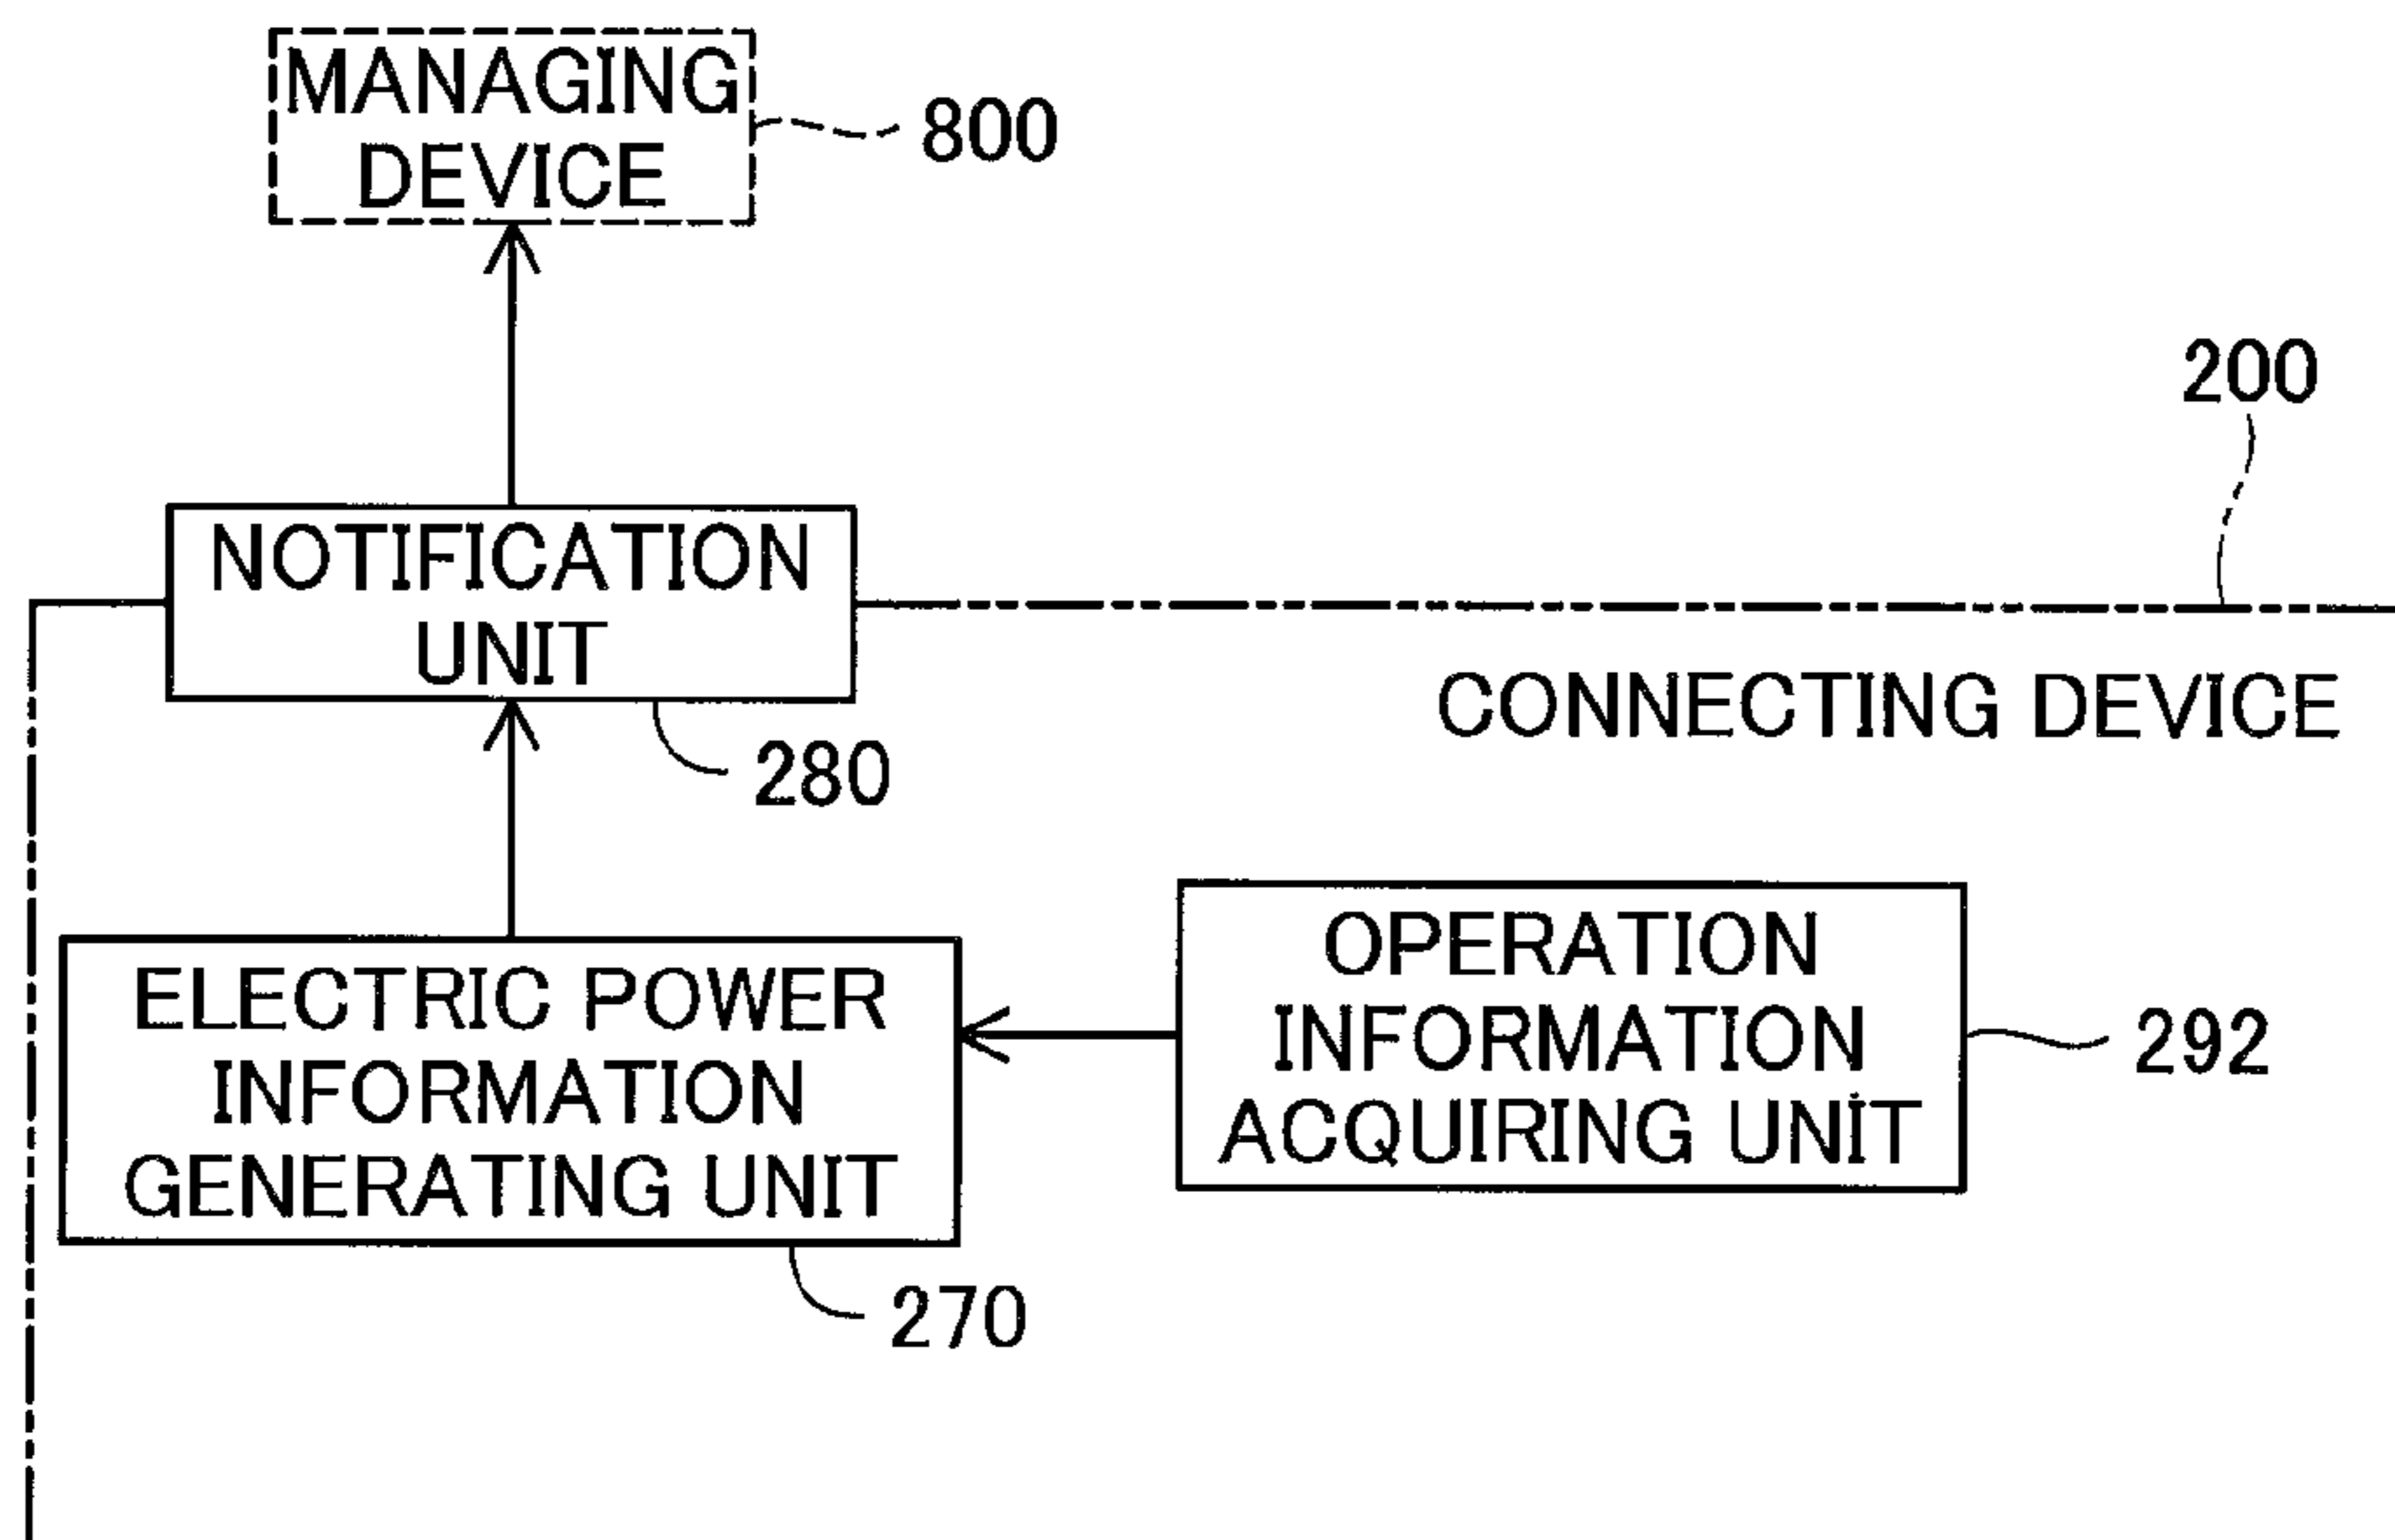 MANAGING
DEVICE
800
200
NOTIFICATION
UNIT
CONNECTING DEVICE
280
ELECTRIC POWER
INFORMATION
GENERATING UNIT
OPERATION
INFORMATION
ACQUIRING UNIT
292
270